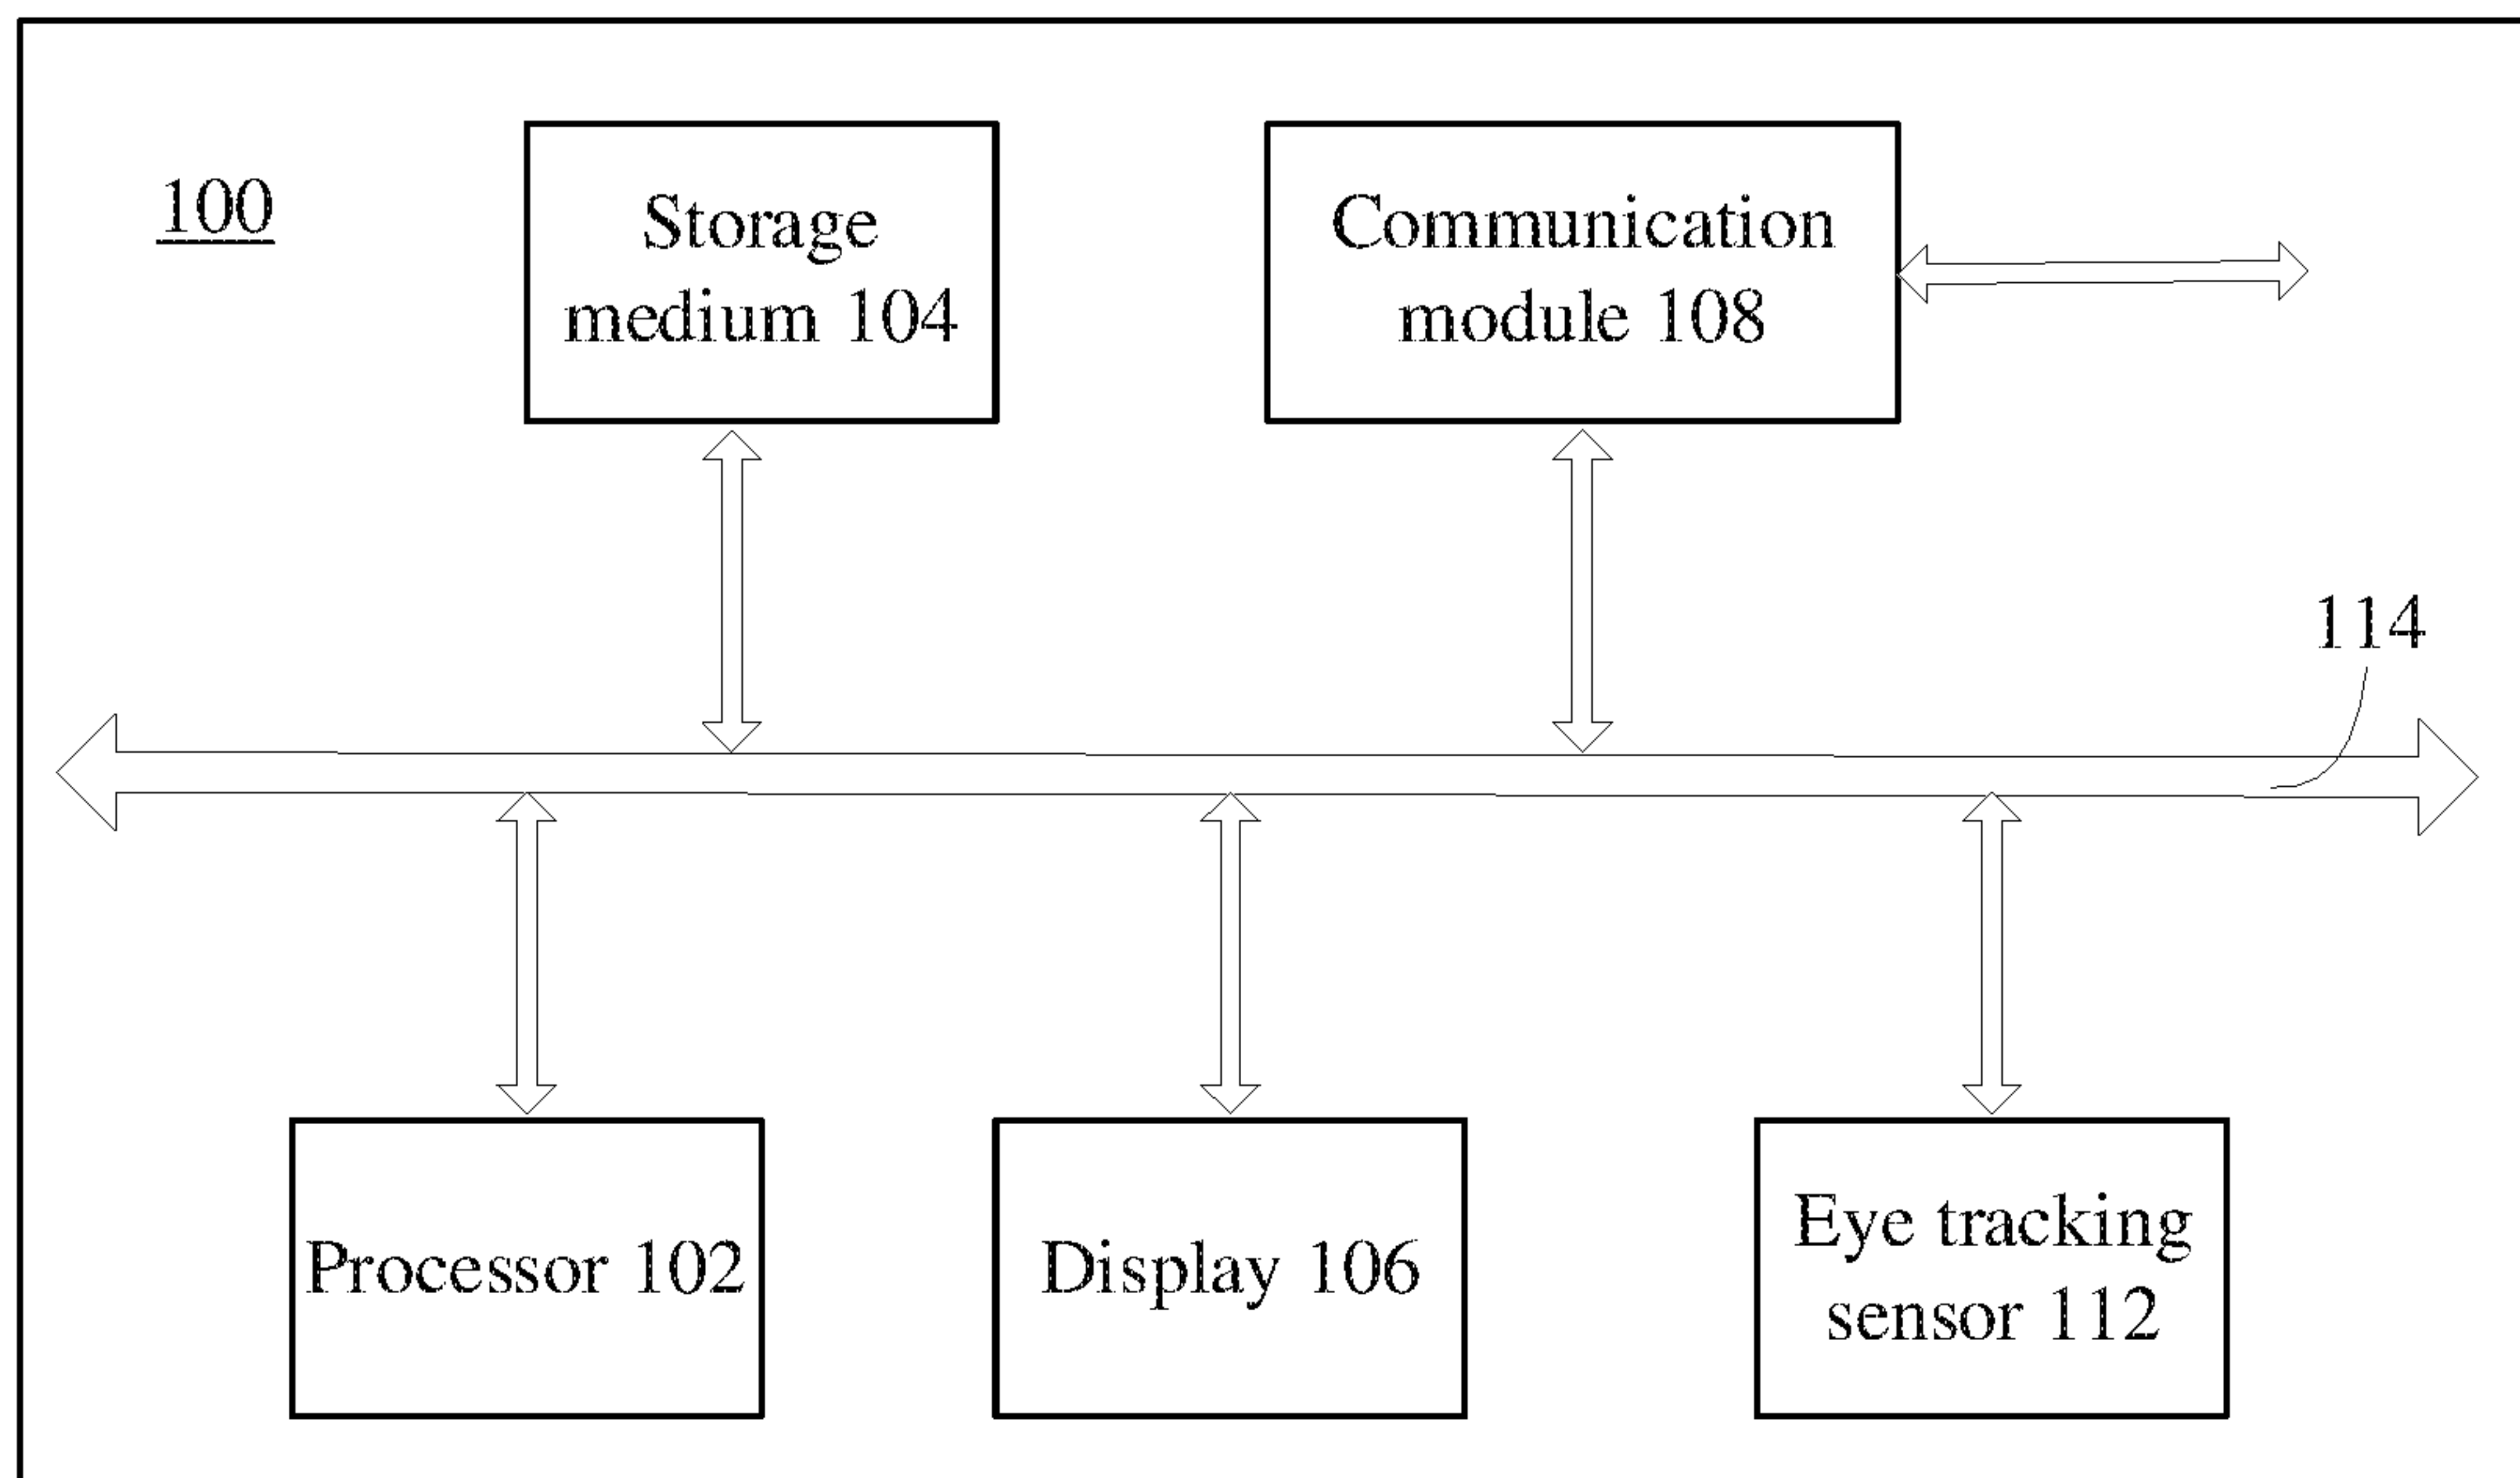 100
Storage
medium 104
Communication
module 108
114
Processor 102
Display 106
Eye tracking
sensor 112